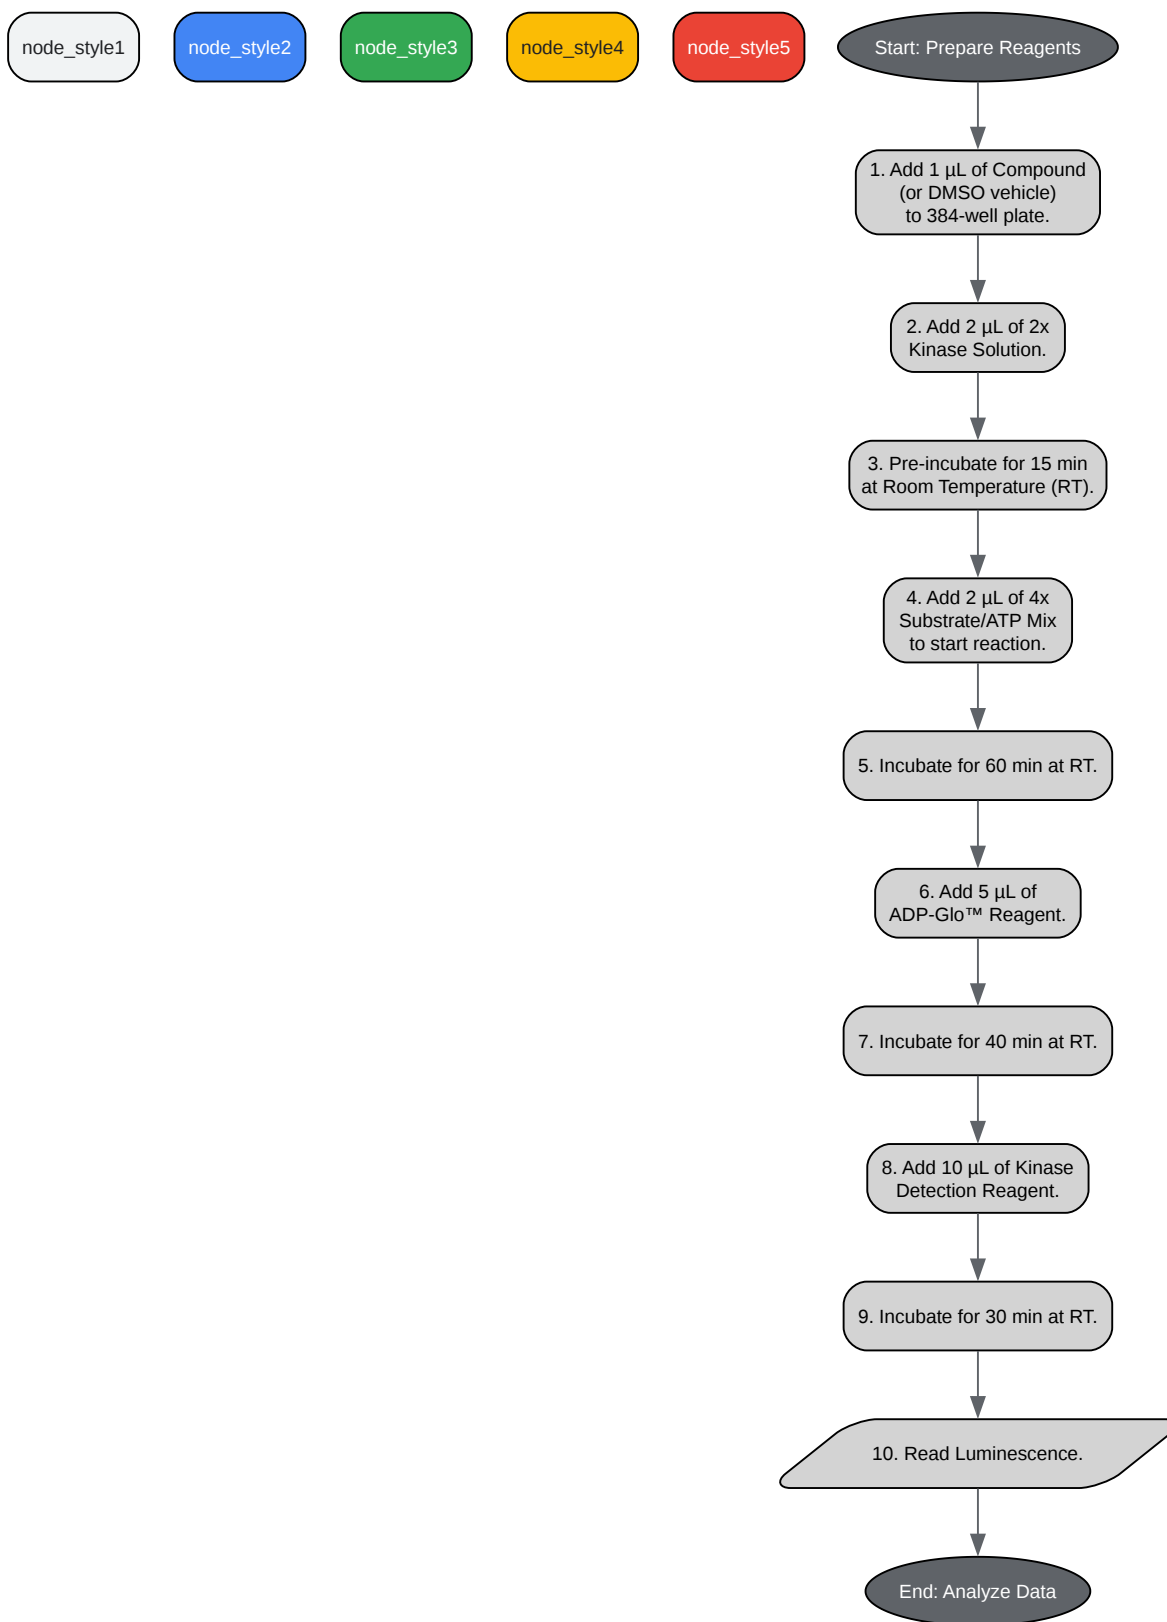 node_style1
node_style2
node_style3
node_style4
node_style5
Start: Prepare Reagents
1. Add 1 µL of Compound
(or DMSO vehicle)
to 384-well plate.
2. Add 2 µL of 2x
Kinase Solution.
3. Pre-incubate for 15 min
at Room Temperature (RT).
4. Add 2 µL of 4x
Substrate/ATP Mix
to start reaction.
5. Incubate for 60 min at RT.
6. Add 5 µL of
ADP-Glo™ Reagent.
7. Incubate for 40 min at RT.
8. Add 10 µL of Kinase
Detection Reagent.
9. Incubate for 30 min at RT.
10. Read Luminescence.
End: Analyze Data